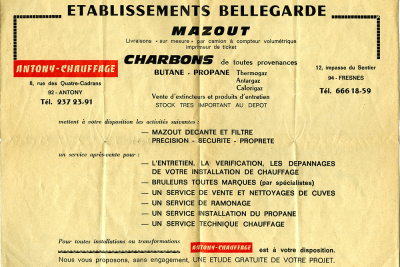 ETABLISSEMENTS BELLEGARDE
MAZOUT
Livraisons « sur mesure » par camion à compteur volumétrique
imprimeur de ticket
CHARBONS de toutes provenances
BUTANE - PROPANE Thermogaz
Antargaz
Calorigaz
Vente d'extincteurs et produits d'entretien
STOCK TRES IMPORTANT AU DEPOT
ANTONY-CHAUFFAGE
8, rue des Quatre-Cadrans
92 - ANTONY
Tél. 237 23-91
12, impasse du Sentier
94 - FRESNES
Tél. 666 18-59
mettent à votre disposition les activités suivantes :
— MAZOUT DECANTE ET FILTRE
PRECISION - SECURITE - PROPRETE
un service après-vente pour :
— L'ENTRETIEN, LA VERIFICATION, LES DEPANNAGES
DE VOTRE INSTALLATION DE CHAUFFAGE
— BRULEURS TOUTES MARQUES (par spécialistes)
— UN SERVICE DE VENTE ET NETTOYAGES DE CUVES
— UN SERVICE DE RAMONAGE
— UN SERVICE INSTALLATION DU PROPANE
— UN SERVICE TECHNIQUE CHAUFFAGE
Pour toutes installations ou transformations ANTONY-CHAUFFAGE est à votre disposition.
Nous vous proposons, sans engagement, UNE ETUDE GRATUITE DE VOTRE PROJET.